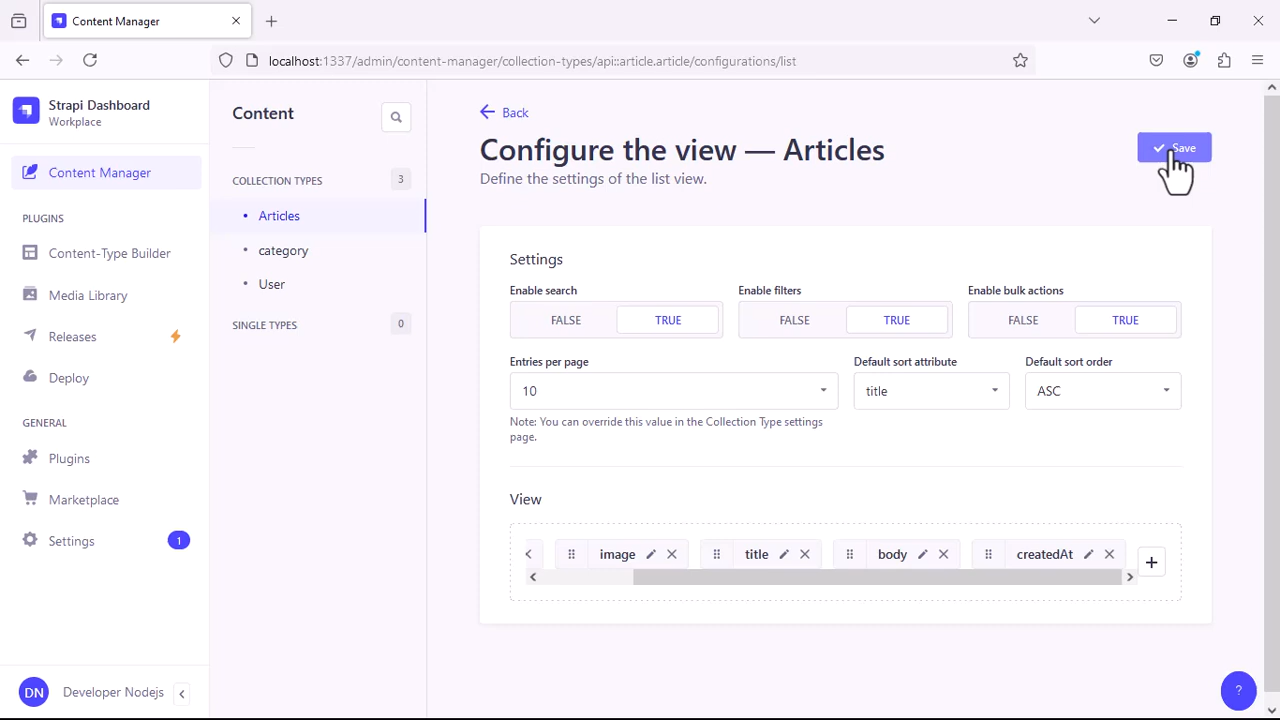 Content Manager
localhost:1337/admin/content-manager/collection-types/api::article.article/configurations/list
Strapi Dashboard
Workplace
Content Manager
PLUGINS
Content-Type Builder
Media Library
Releases
Deploy
GENERAL
Plugins
Marketplace
Settings
1
DN
Developer Nodejs
Content
COLLECTION TYPES
3
Articles
category
User
SINGLE TYPES
0
Back
Configure the view — Articles
Save
Define the settings of the list view.
Settings
Enable search
Enable filters
Enable bulk actions
FALSE TRUE
FALSE TRUE
FALSE TRUE
Entries per page
Default sort attribute
Default sort order
10
title
ASC
Note: You can override this value in the Collection Type settings
page.
View
image
title
body
createdAt
?